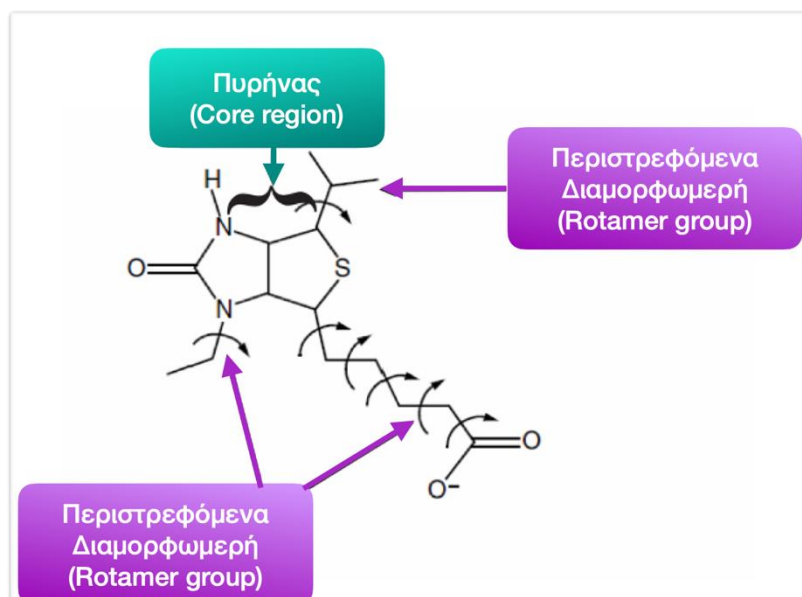 Πυρήνας
(Core region)
Περιστρεφόμενα
Διαμορφωμερή
(Rotamer group)
H
N
O
S
N
O
O⁻
Περιστρεφόμενα
Διαμορφωμερή
(Rotamer group)